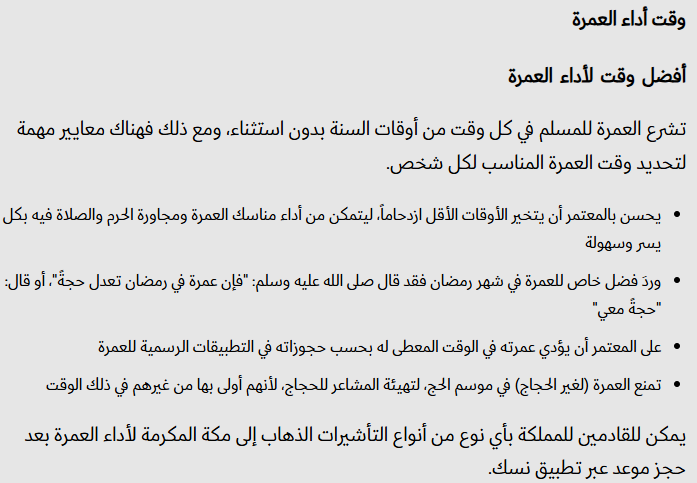 وقت أداء العمرة
أفضل وقت لأداء العمرة
تشرع العمرة للمسلم في كل وقت من أوقات السنة بدون استثناء، ومع ذلك فهناك معايير مهمة
لتحديد وقت العمرة المناسب لكل شخص.
يحسن بالمعتمر أن يتخير الأوقات الأقل ازدحاماً، ليتمكن من أداء مناسك العمرة ومجاورة الحرم والصلاة فيه بكل
يسر وسهولة
وردَ فضل خاص للعمرة في شهر رمضان فقد قال صلى الله عليه وسلم: "فإن عمرة في رمضان تعدل حجةً"، أو قال:
"حجةً معي"
على المعتمر أن يؤدي عمرته في الوقت المعطى له بحسب حجوزاته في التطبيقات الرسمية للعمرة
تمنع العمرة (لغير الحجاج) في موسم الحج، لتهيئة المشاعر للحجاج، لأنهم أولى بها من غيرهم في ذلك الوقت
يمكن للقادمين للمملكة بأي نوع من أنواع التأشيرات الذهاب إلى مكة المكرمة لأداء العمرة بعد
حجز موعد عبر تطبيق نسك.